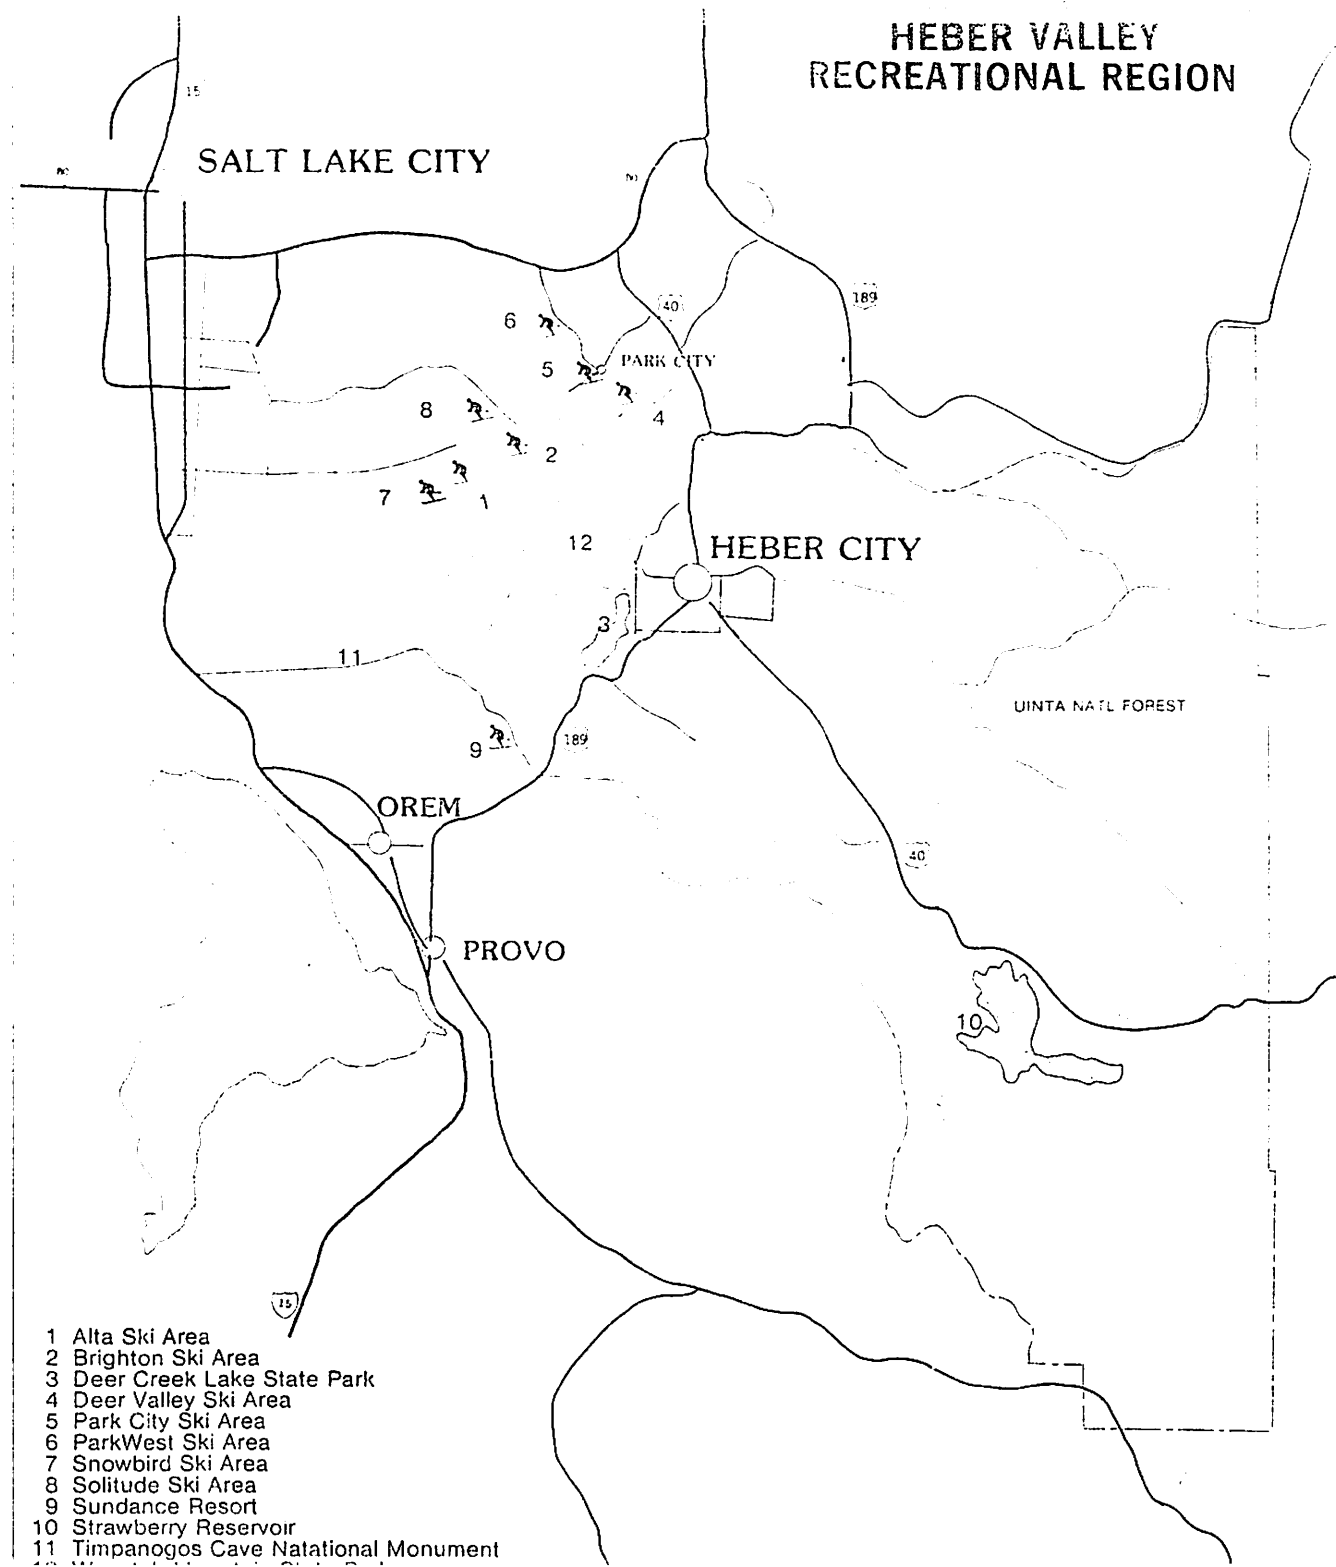 HEBER VALLEY
RECREATIONAL REGION
15
SALT LAKE CITY
80
80
40
189
6
PARK CITY
5
8
4
2
7
1
12
HEBER CITY
3
11
UINTA NATL FOREST
9
189
OREM
40
PROVO
10
15
1 Alta Ski Area
2 Brighton Ski Area
3 Deer Creek Lake State Park
4 Deer Valley Ski Area
5 Park City Ski Area
6 ParkWest Ski Area
7 Snowbird Ski Area
8 Solitude Ski Area
9 Sundance Resort
10 Strawberry Reservoir
11 Timpanogos Cave Natational Monument